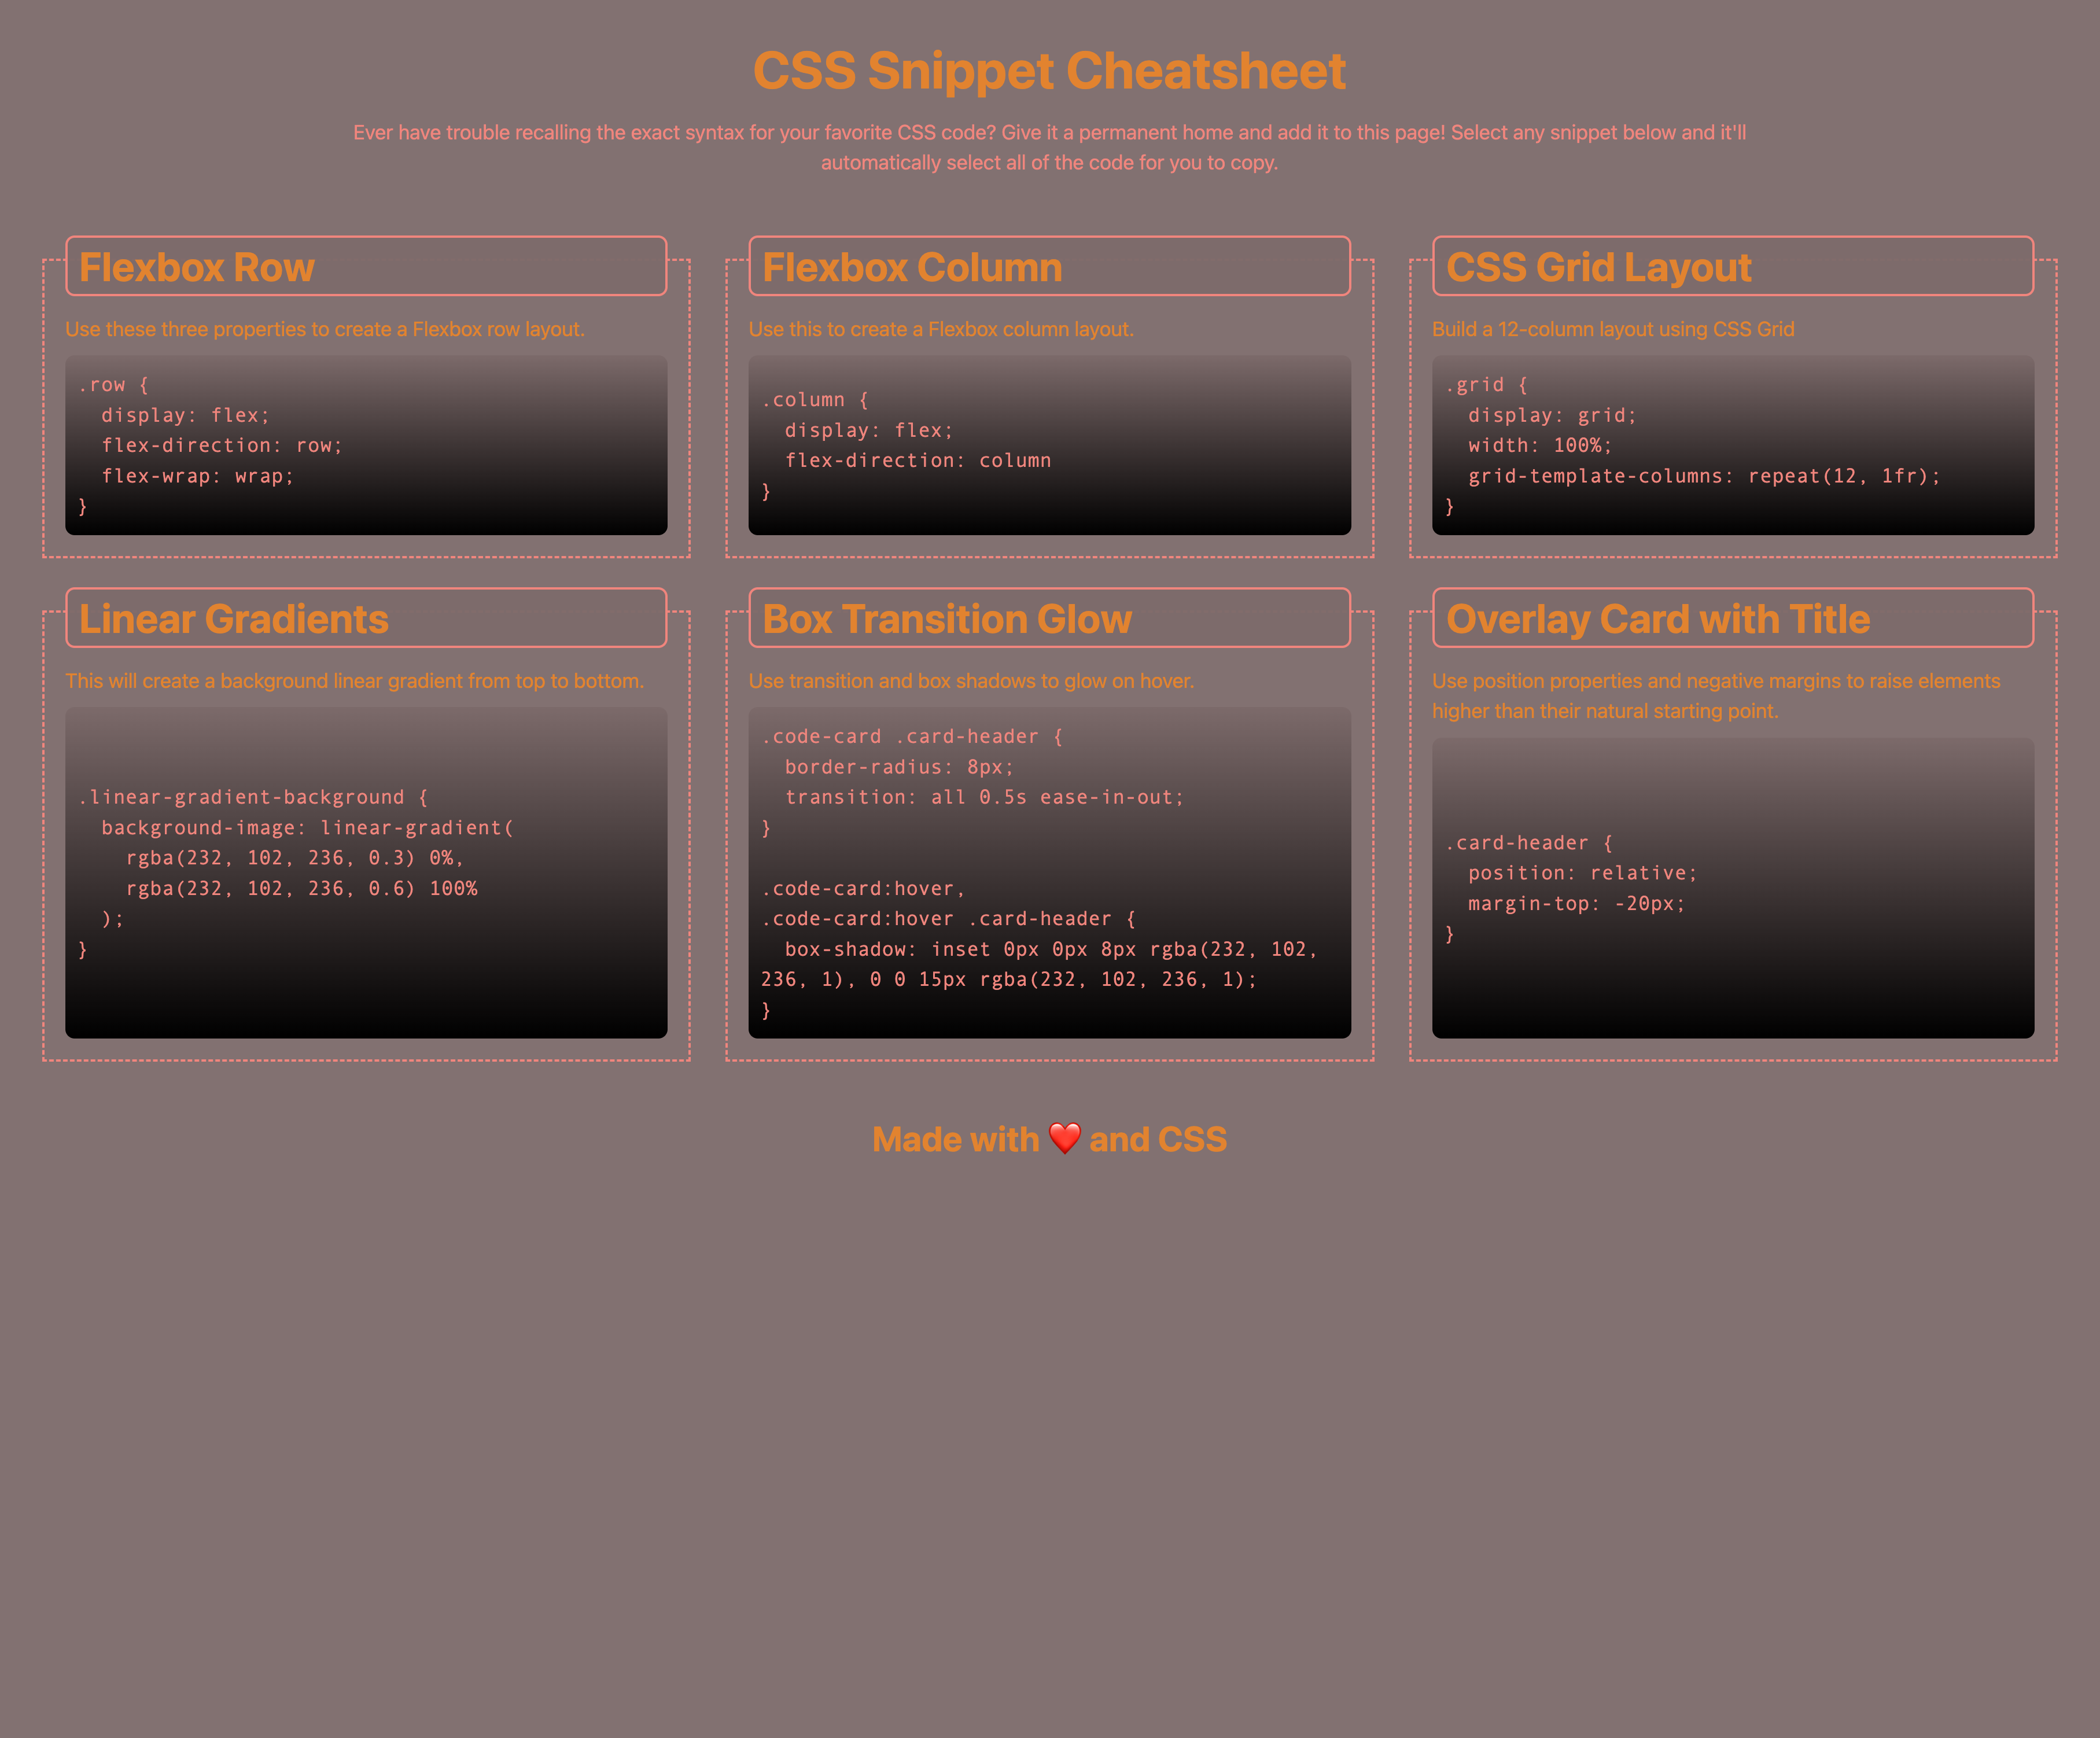 CSS Snippet Cheatsheet
Ever have trouble recalling the exact syntax for your favorite CSS code? Give it a permanent home and add it to this page! Select any snippet below and it'll
automatically select all of the code for you to copy.
Flexbox Row
Use these three properties to create a Flexbox row layout.
.row {
  display: flex;
  flex-direction: row;
  flex-wrap: wrap;
}
Flexbox Column
Use this to create a Flexbox column layout.
.column {
  display: flex;
  flex-direction: column
}
CSS Grid Layout
Build a 12-column layout using CSS Grid
.grid {
  display: grid;
  width: 100%;
  grid-template-columns: repeat(12, 1fr);
}
Linear Gradients
This will create a background linear gradient from top to bottom.
.linear-gradient-background {
  background-image: linear-gradient(
    rgba(232, 102, 236, 0.3) 0%,
    rgba(232, 102, 236, 0.6) 100%
  );
}
Box Transition Glow
Use transition and box shadows to glow on hover.
.code-card .card-header {
  border-radius: 8px;
  transition: all 0.5s ease-in-out;
}
.code-card:hover,
.code-card:hover .card-header {
  box-shadow: inset 0px 0px 8px rgba(232, 102,
236, 1), 0 0 15px rgba(232, 102, 236, 1);
}
Overlay Card with Title
Use position properties and negative margins to raise elements
higher than their natural starting point.
.card-header {
  position: relative;
  margin-top: -20px;
}
Made with ❤️ and CSS